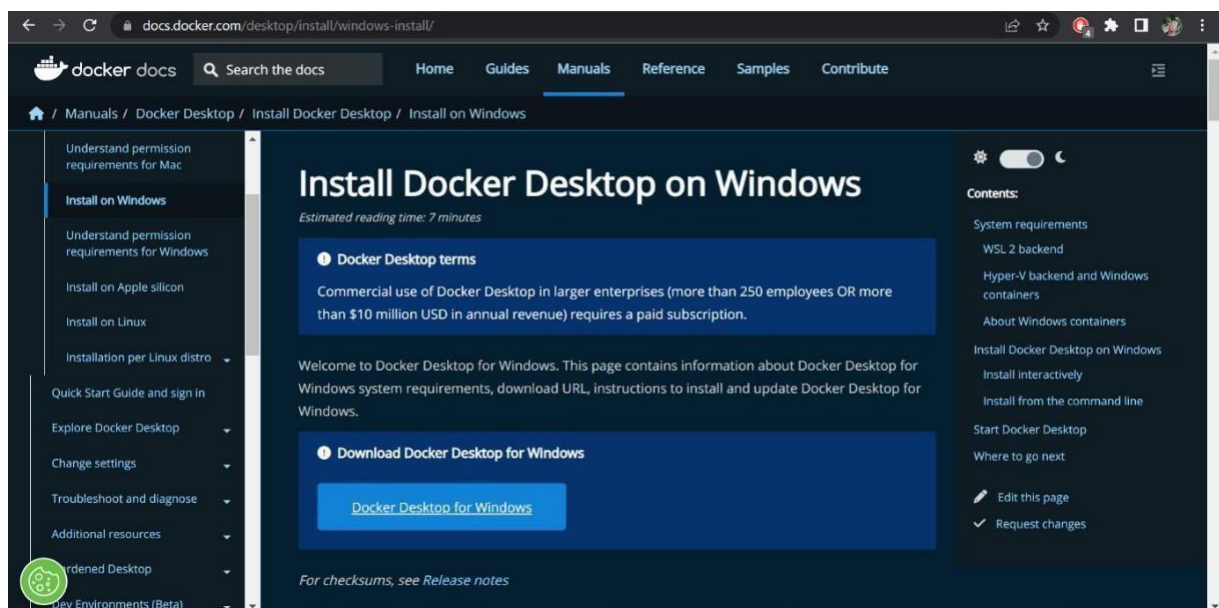 docs.docker.com/desktop/install/windows-install/
4
docker docs
Search the docs
Home
Guides
Manuals
Reference
Samples
Contribute
/ Manuals / Docker Desktop / Install Docker Desktop / Install on Windows
Understand permission
requirements for Mac
Install on Windows
Understand permission
requirements for Windows
Install on Apple silicon
Install on Linux
Installation per Linux distro
Quick Start Guide and sign in
Explore Docker Desktop
Change settings
Troubleshoot and diagnose
Additional resources
rdened Desktop
Dev Environments (Beta)
Install Docker Desktop on Windows
Estimated reading time: 7 minutes
Docker Desktop terms
Commercial use of Docker Desktop in larger enterprises (more than 250 employees OR more
than $10 million USD in annual revenue) requires a paid subscription.
Welcome to Docker Desktop for Windows. This page contains information about Docker Desktop for
Windows system requirements, download URL, instructions to install and update Docker Desktop for
Windows.
Download Docker Desktop for Windows
Docker Desktop for Windows
For checksums, see Release notes
Contents:
System requirements
WSL 2 backend
Hyper-V backend and Windows
containers
About Windows containers
Install Docker Desktop on Windows
Install interactively
Install from the command line
Start Docker Desktop
Where to go next
Edit this page
Request changes